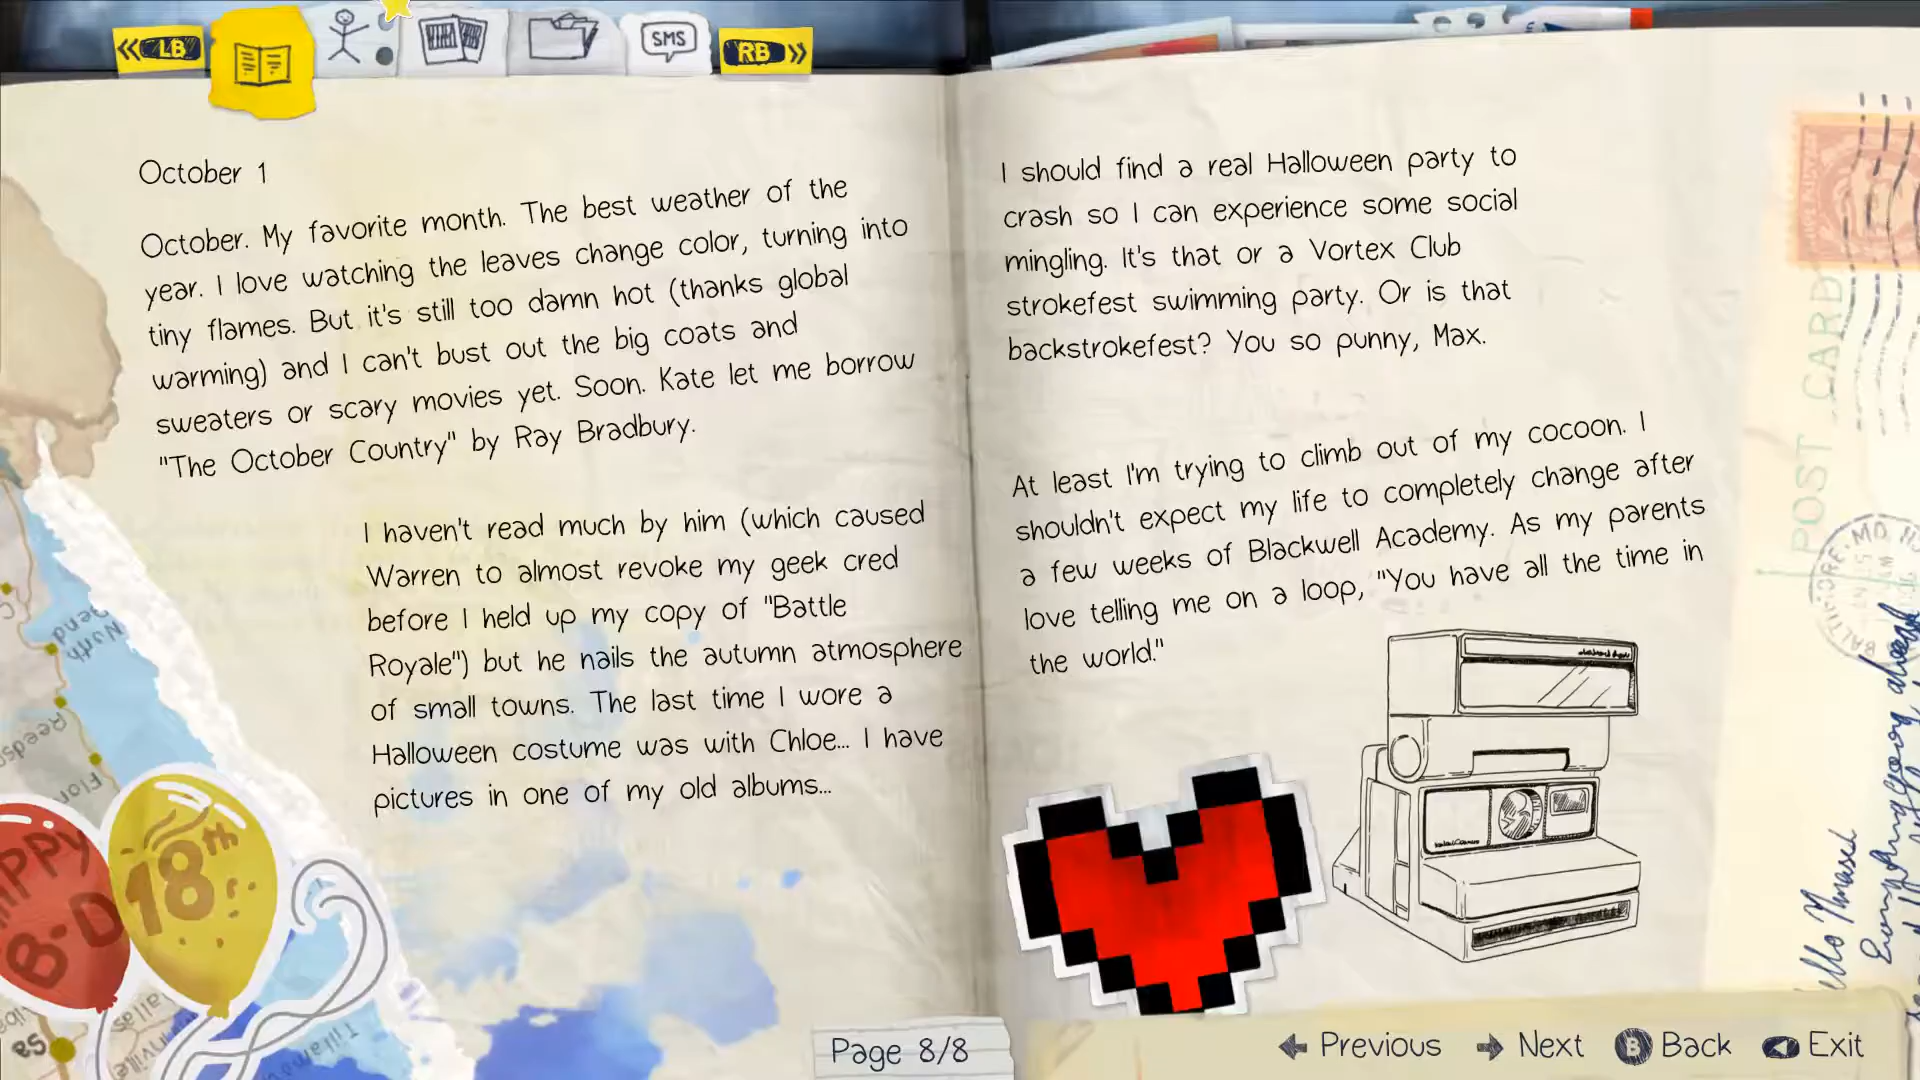 LB
SMS
RB
October 1
October. My favorite month. The best weather of the
year. I love watching the leaves change color, turning into
tiny flames. But it's still too damn hot (thanks global
warming) and I can't bust out the big coats and
sweaters or scary movies yet. Soon. Kate let me borrow
"The October Country" by Ray Bradbury.
I haven't read much by him (which caused
Warren to almost revoke my geek cred
before I held up my copy of "Battle
Royale") but he nails the autumn atmosphere
of small towns. The last time I wore a
Halloween costume was with Chloe... I have
pictures in one of my old albums...
I should find a real Halloween party to
crash so I can experience some social
mingling. It's that or a Vortex Club
strokefest swimming party. Or is that
backstrokefest? You so punny, Max.
At least I'm trying to climb out of my cocoon. I
shouldn't expect my life to completely change after
a few weeks of Blackwell Academy. As my parents
love telling me on a loop, "You have all the time in
the world."
North
Bend
B-D
18th
POST CARD
Page 8/8
Previous
Next
B Back
Exit